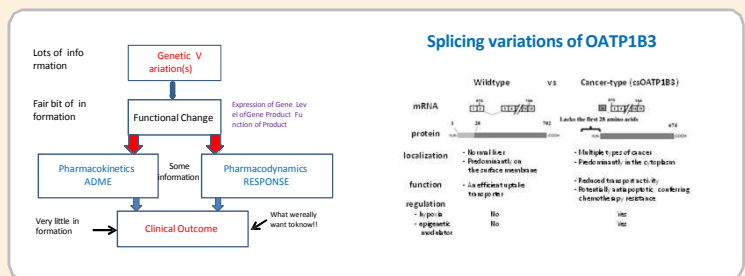 Lots of info
rmation
Genetic V
ariation(s)
Fair bit of in
formation
Functional Change
Expression of Gene Lev
el ofGene Product Fu
nction of Product
Pharmacokinetics
ADME
Some
information
Pharmacodynamics
RESPONSE
Very little in
formation
Clinical Outcome
What wereally
want toknow!!
Splicing variations of OATP1B3
Wildtype vs Cancer-type (csOATP1B3)
mRNA
Lacks the first 28 amino acids
protein
1 28 702
674
localization
- Normal liver
- Predominantly on
the surface membrane
- Multiple types of cancer
- Predominantly in the cytoplasm
function
- An efficient uptake
transporter
- Reduced transport activity
- Potentially antiapoptotic, conferring
chemotherapy resistance
regulation
- hypoxia No Yes
- epigenetic No Yes
modulator